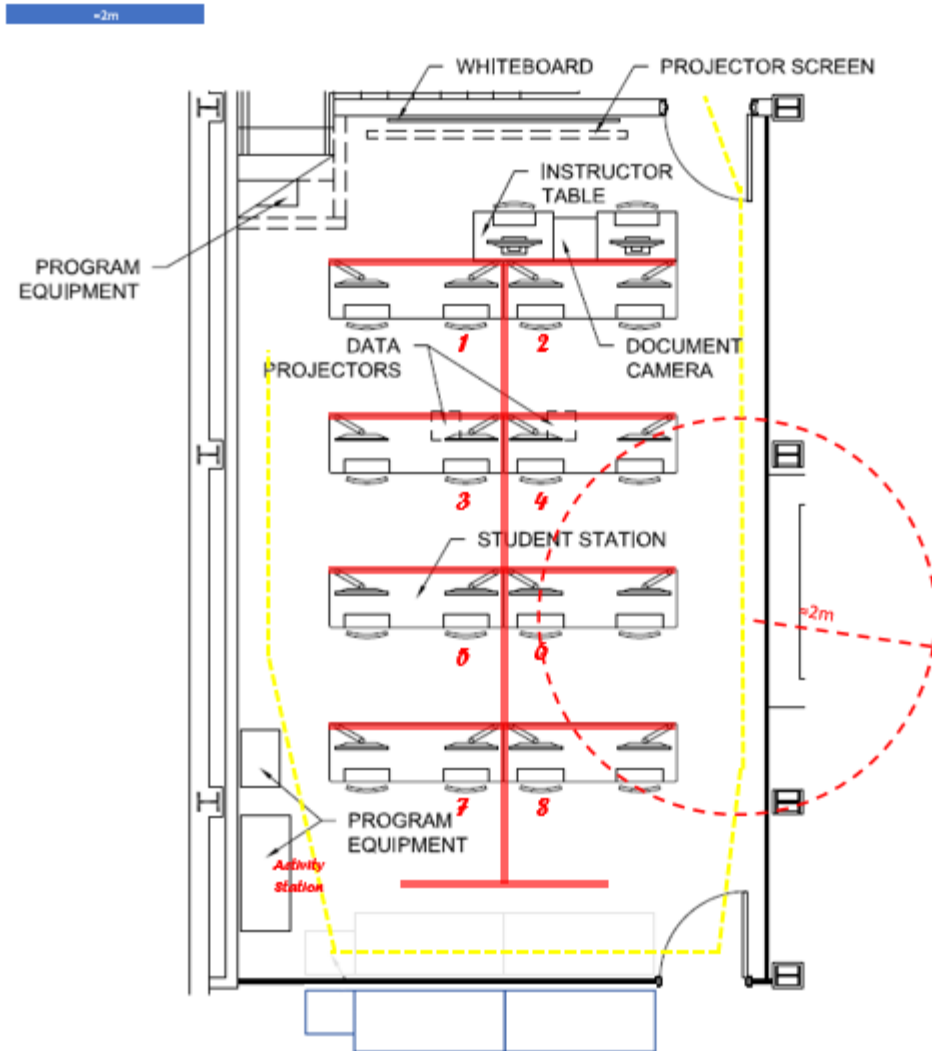 ≈2m
WHITEBOARD
PROJECTOR SCREEN
INSTRUCTOR
TABLE
PROGRAM
EQUIPMENT
1
2
DATA
PROJECTORS
DOCUMENT
CAMERA
3
4
STUDENT STATION
≈2m
5
6
7
8
PROGRAM
EQUIPMENT
Activity
Station